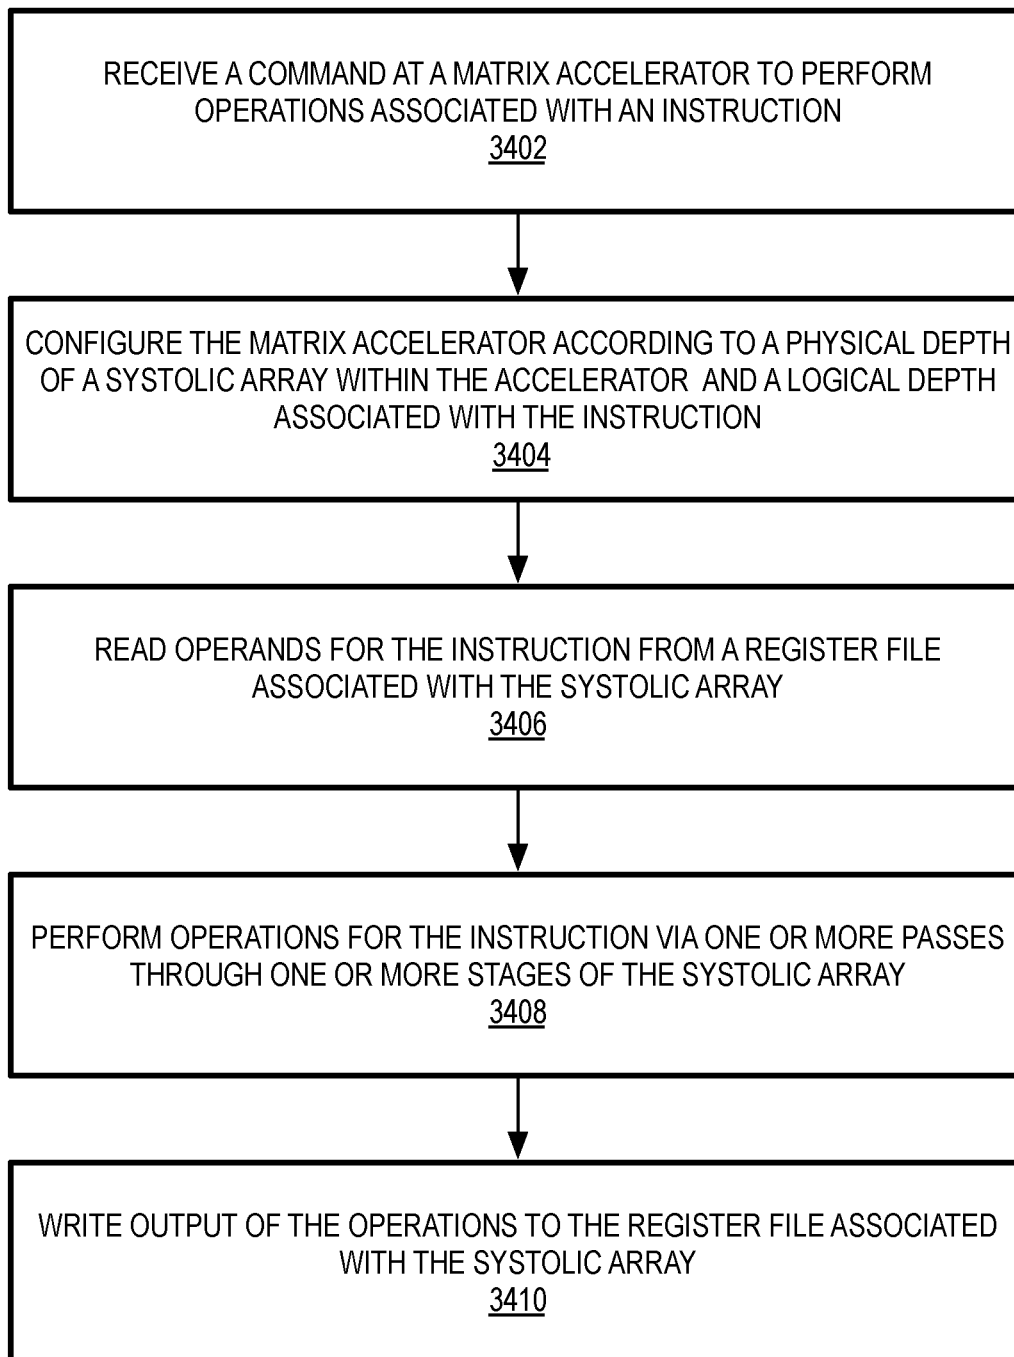 RECEIVE A COMMAND AT A MATRIX ACCELERATOR TO PERFORM
OPERATIONS ASSOCIATED WITH AN INSTRUCTION
3402
CONFIGURE THE MATRIX ACCELERATOR ACCORDING TO A PHYSICAL DEPTH
OF A SYSTOLIC ARRAY WITHIN THE ACCELERATOR AND A LOGICAL DEPTH
ASSOCIATED WITH THE INSTRUCTION
3404
READ OPERANDS FOR THE INSTRUCTION FROM A REGISTER FILE
ASSOCIATED WITH THE SYSTOLIC ARRAY
3406
PERFORM OPERATIONS FOR THE INSTRUCTION VIA ONE OR MORE PASSES
THROUGH ONE OR MORE STAGES OF THE SYSTOLIC ARRAY
3408
WRITE OUTPUT OF THE OPERATIONS TO THE REGISTER FILE ASSOCIATED
WITH THE SYSTOLIC ARRAY
3410